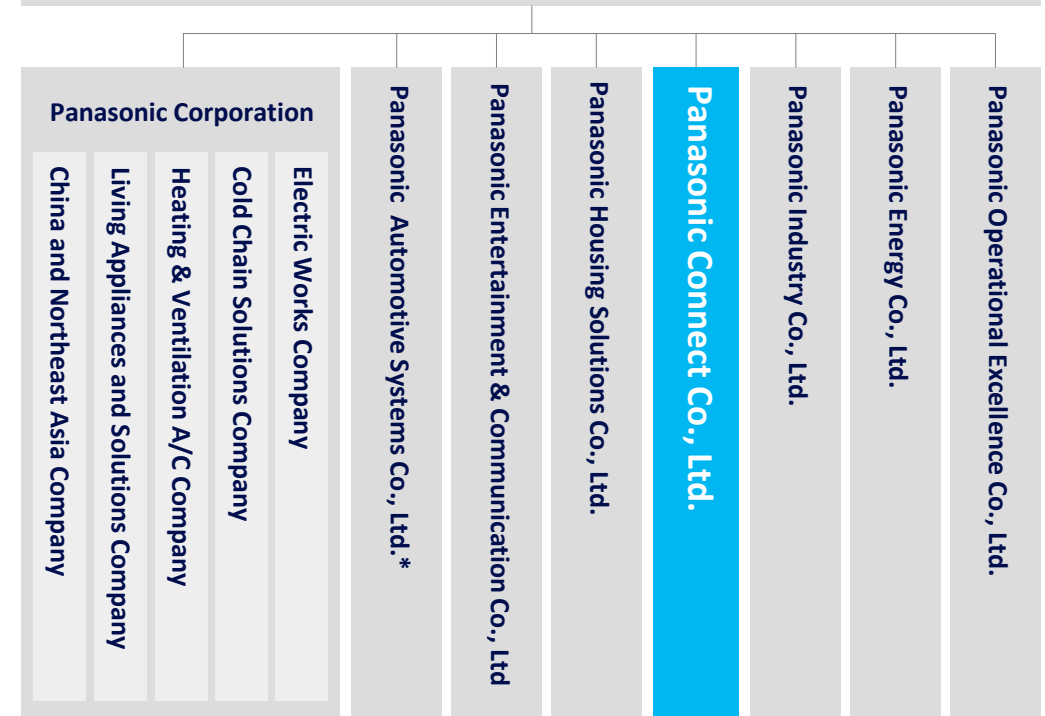 Panasonic Corporation
China and Northeast Asia Company
Living Appliances and Solutions Company
Heating & Ventilation A/C Company
Cold Chain Solutions Company
Electric Works Company
Panasonic Automotive Systems Co., Ltd.*
Panasonic Entertainment & Communication Co., Ltd
Panasonic Housing Solutions Co., Ltd.
Panasonic Connect Co., Ltd.
Panasonic Industry Co., Ltd.
Panasonic Energy Co., Ltd.
Panasonic Operational Excellence Co., Ltd.